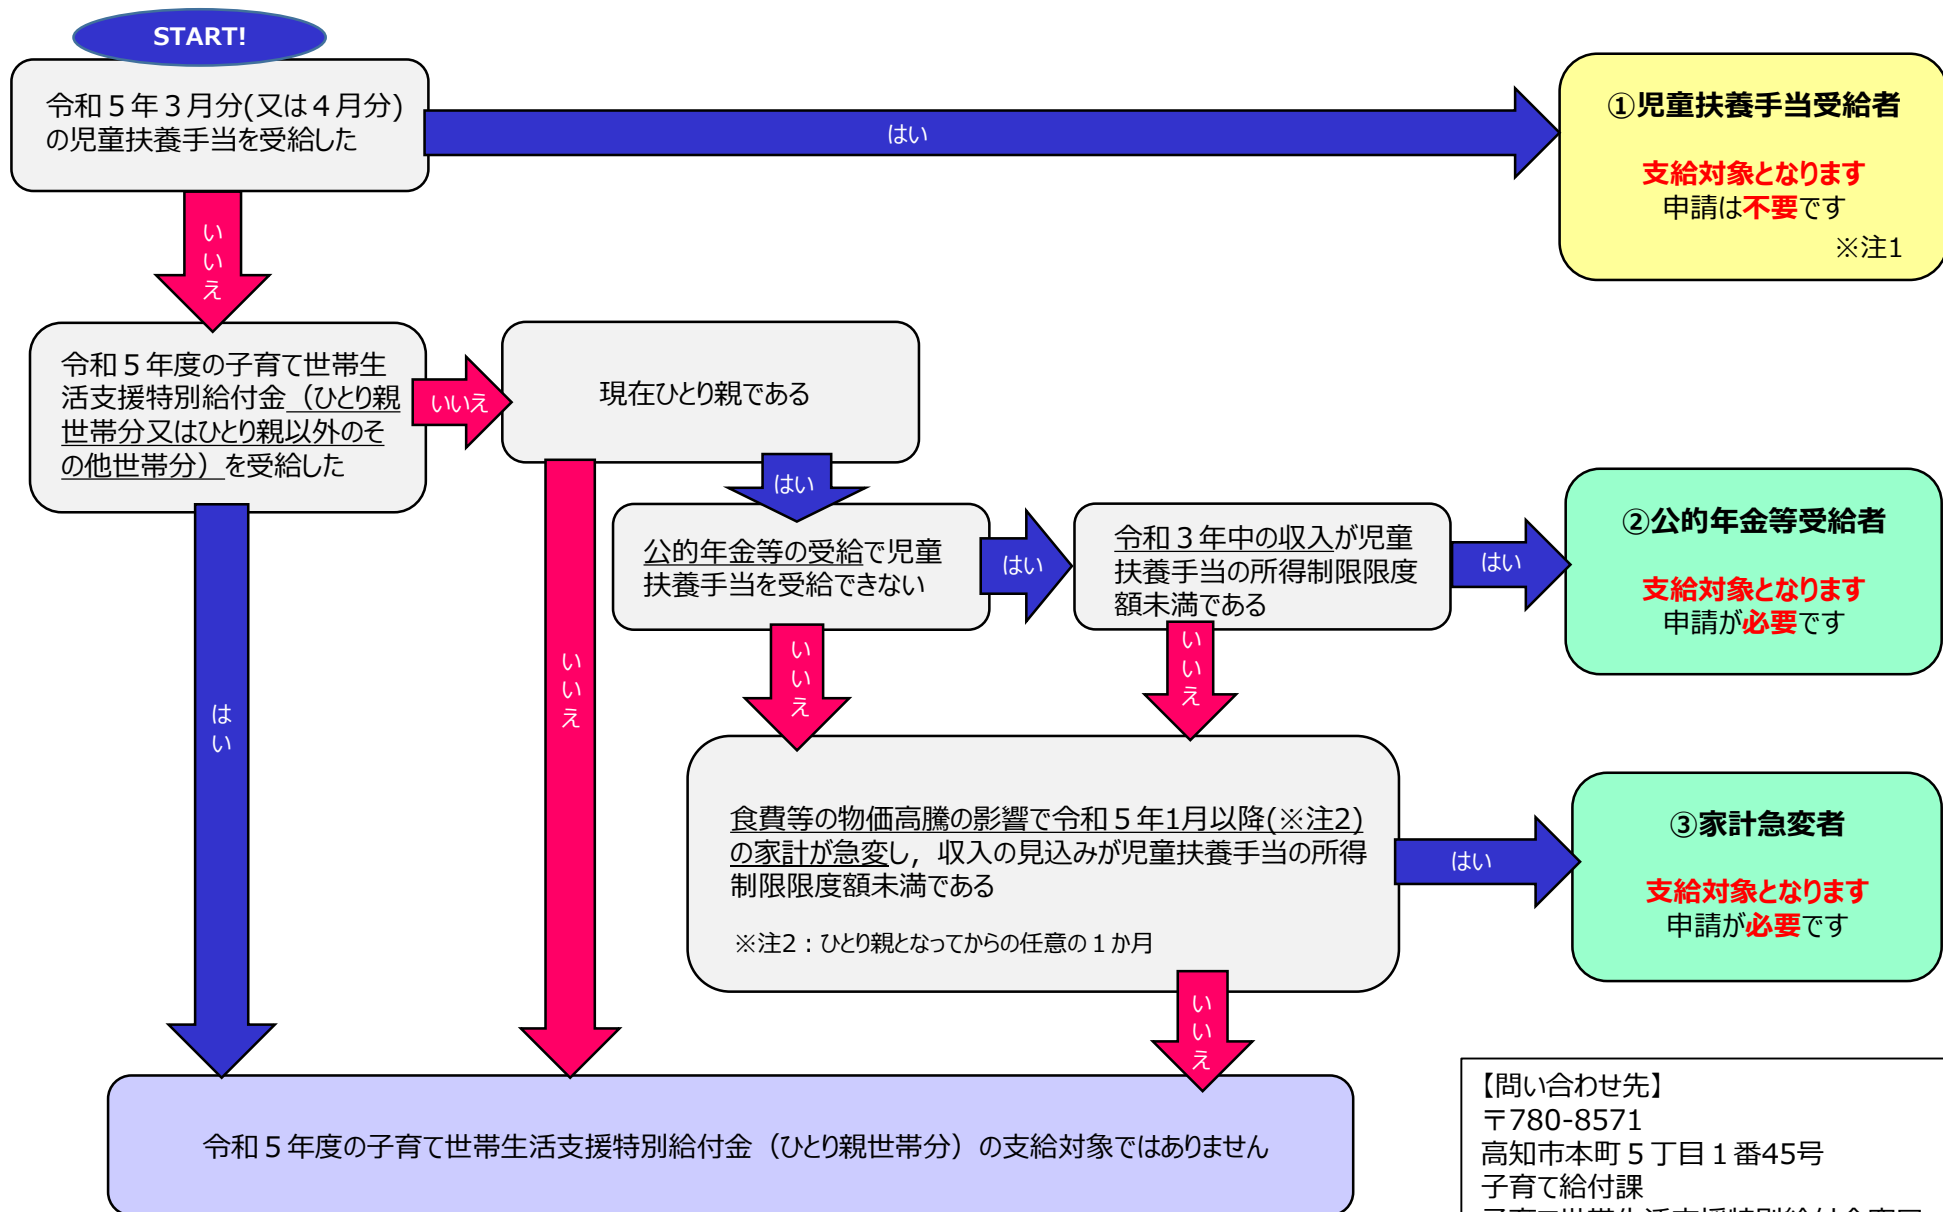 START!
令和５年３月分(又は４月分)
の児童扶養手当を受給した
はい
①児童扶養手当受給者
支給対象となります
申請は不要です
※注1
いいえ
令和５年度の子育て世帯生
活支援特別給付金（ひとり親
世帯分又はひとり親以外のそ
の他世帯分）を受給した
いいえ
現在ひとり親である
はい
公的年金等の受給で児童
扶養手当を受給できない
はい
令和３年中の収入が児童
扶養手当の所得制限限度
額未満である
はい
②公的年金等受給者
支給対象となります
申請が必要です
はい
いいえ
いいえ
いいえ
食費等の物価高騰の影響で令和５年1月以降(※注2)
の家計が急変し，収入の見込みが児童扶養手当の所得
制限限度額未満である
※注2：ひとり親となってからの任意の１か月
はい
③家計急変者
支給対象となります
申請が必要です
いいえ
令和５年度の子育て世帯生活支援特別給付金（ひとり親世帯分）の支給対象ではありません
【問い合わせ先】
〒780-8571
高知市本町５丁目１番45号
子育て給付課
子育て世帯生活支援特別給付金窓口